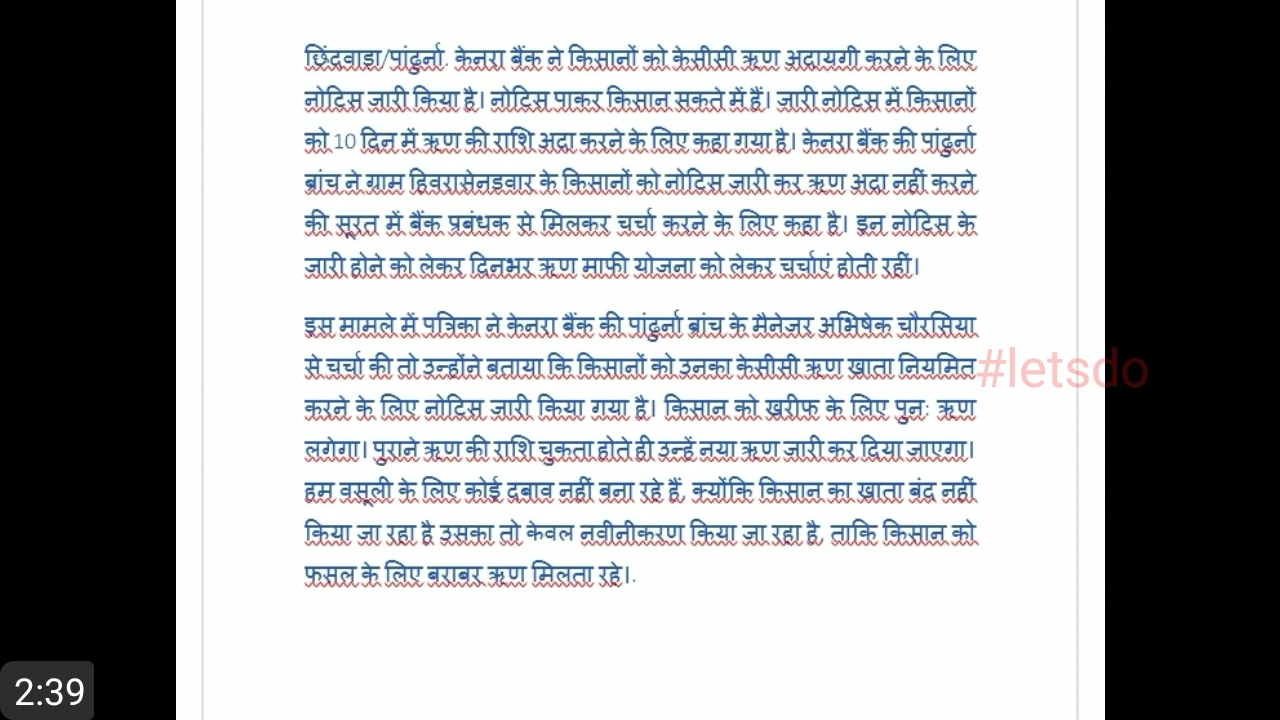 छिंदवाडा/पांढुर्ना. केनरा बैंक ने किसानों को केसीसी ऋण अदायगी करने के लिए
नोटिस जारी किया है। नोटिस पाकर किसान सकते में हैं। जारी नोटिस में किसानों
को 10 दिन में ऋण की राशि अदा करने के लिए कहा गया है। केनरा बैंक की पांढुर्ना
ब्रांच ने ग्राम हिवरासेनडवार के किसानों को नोटिस जारी कर ऋण अदा नहीं करने
की सूरत में बैंक प्रबंधक से मिलकर चर्चा करने के लिए कहा है। इन नोटिस के
जारी होने को लेकर दिनभर ऋण माफी योजना को लेकर चर्चाएं होती रहीं।
इस मामले में पत्रिका ने केनरा बैंक की पांढुर्ना ब्रांच के मैनेजर अभिषेक चौरसिया
से चर्चा की तो उन्होंने बताया कि किसानों को उनका केसीसी ऋण खाता नियमित
#letsdo
करने के लिए नोटिस जारी किया गया है। किसान को खरीफ के लिए पुन: ऋण
लगेगा। पुराने ऋण की राशि चुकता होते ही उन्हें नया ऋण जारी कर दिया जाएगा।
हम वसूली के लिए कोई दबाव नहीं बना रहे हैं, क्योंकि किसान का खाता बंद नहीं
किया जा रहा है उसका तो केवल नवीनीकरण किया जा रहा है, ताकि किसान को
फसल के लिए बराबर ऋण मिलता रहे।.
2:39